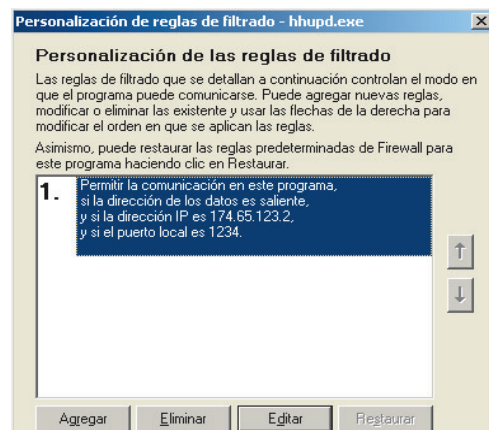 Personalización de reglas de filtrado - hhupd.exe
Personalización de las reglas de filtrado
Las reglas de filtrado que se detallan a continuación controlan el modo en
que el programa puede comunicarse. Puede agregar nuevas reglas,
modificar o eliminar las existente y usar las flechas de la derecha para
modificar el orden en que se aplican las reglas.
Asimismo, puede restaurar las reglas predeterminadas de Firewall para
este programa haciendo clic en Restaurar.
1. Permitir la comunicación en este programa,
si la dirección de los datos es saliente,
y si la dirección IP es 174.65.123.2,
y si el puerto local es 1234.
Agregar Eliminar Editar Restaurar